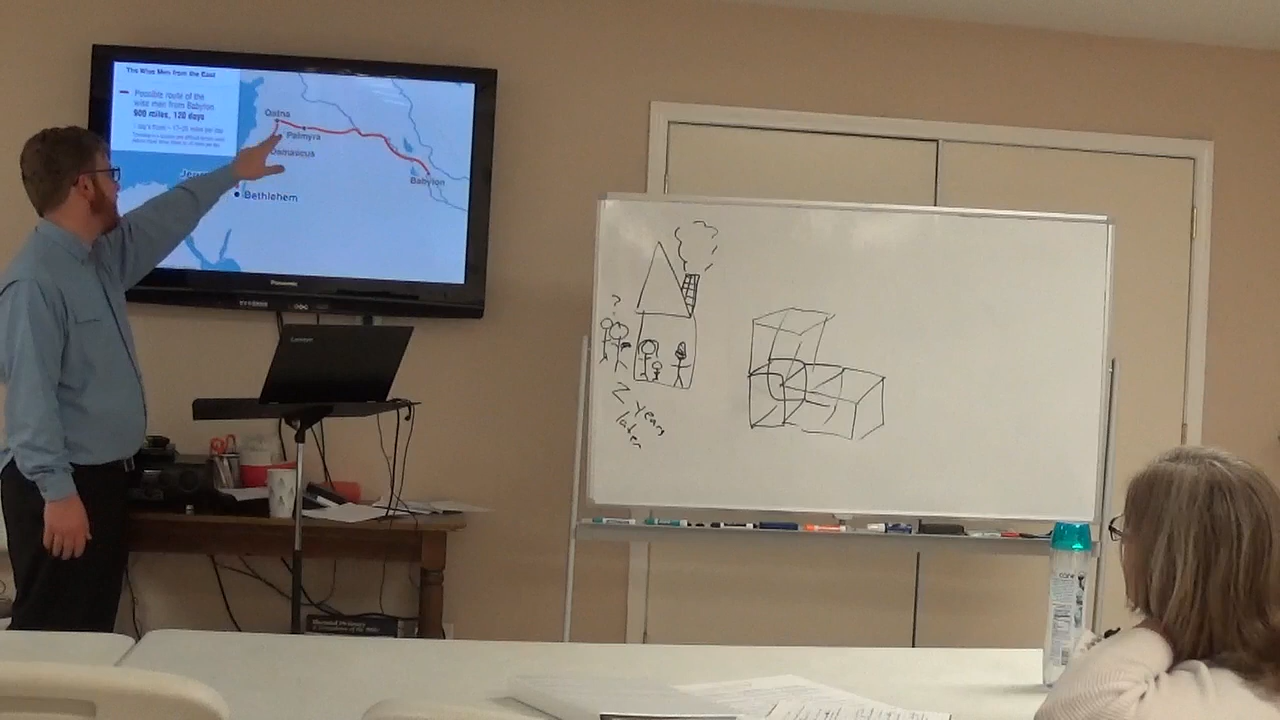 The Wise Men from the East
Possible route of the
wise men from Babylon
900 miles, 120 days
Qatna
Palmyra
Damascus
Babylon
Bethlehem
Panasonic
Lenovo
?
2 years
later